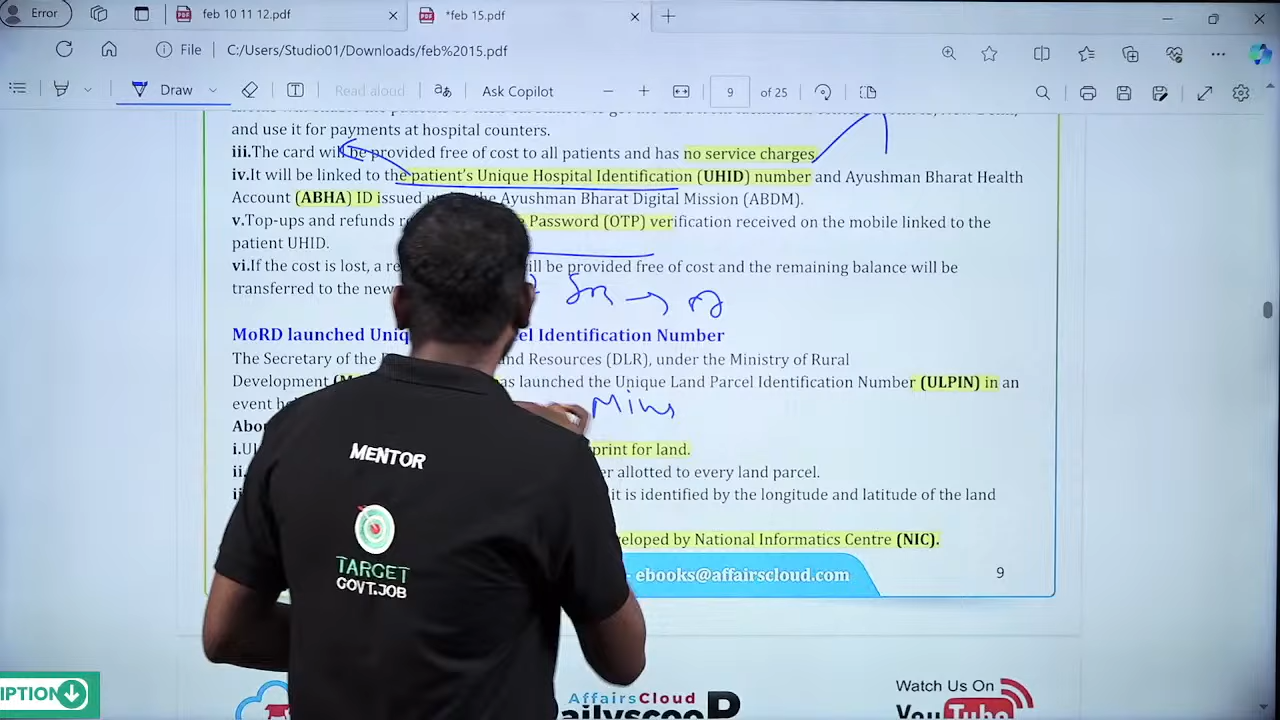 Error
feb 10 11 12.pdf
*feb 15.pdf
File C:/Users/Studio01/Downloads/feb%2015.pdf
Draw
Read aloud
Ask Copilot
9 of 25
and use it for payments at hospital counters.
iii.The card will be provided free of cost to all patients and has no service charges
iv.It will be linked to the patient's Unique Hospital Identification (UHID) number and Ayushman Bharat Health
Account (ABHA) ID issued the Ayushman Bharat Digital Mission (ABDM).
v.Top-ups and refunds Password (OTP) verification received on the mobile linked to the
patient UHID.
vi.If the cost is lost, a will be provided free of cost and the remaining balance will be
transferred to the new
MoRD launched Identification Number
The Secretary of the Resources (DLR), under the Ministry of Rural
Development launched the Unique Land Parcel Identification Number (ULPIN) in an
event
Mins
i. print for land.
ii. allotted to every land parcel.
it is identified by the longitude and latitude of the land
by National Informatics Centre (NIC).
ebooks@affairscloud.com
9
MENTOR
TARGET
GOVT.JOB
IPTION
AffairsCloud
Watch Us On
YouTube